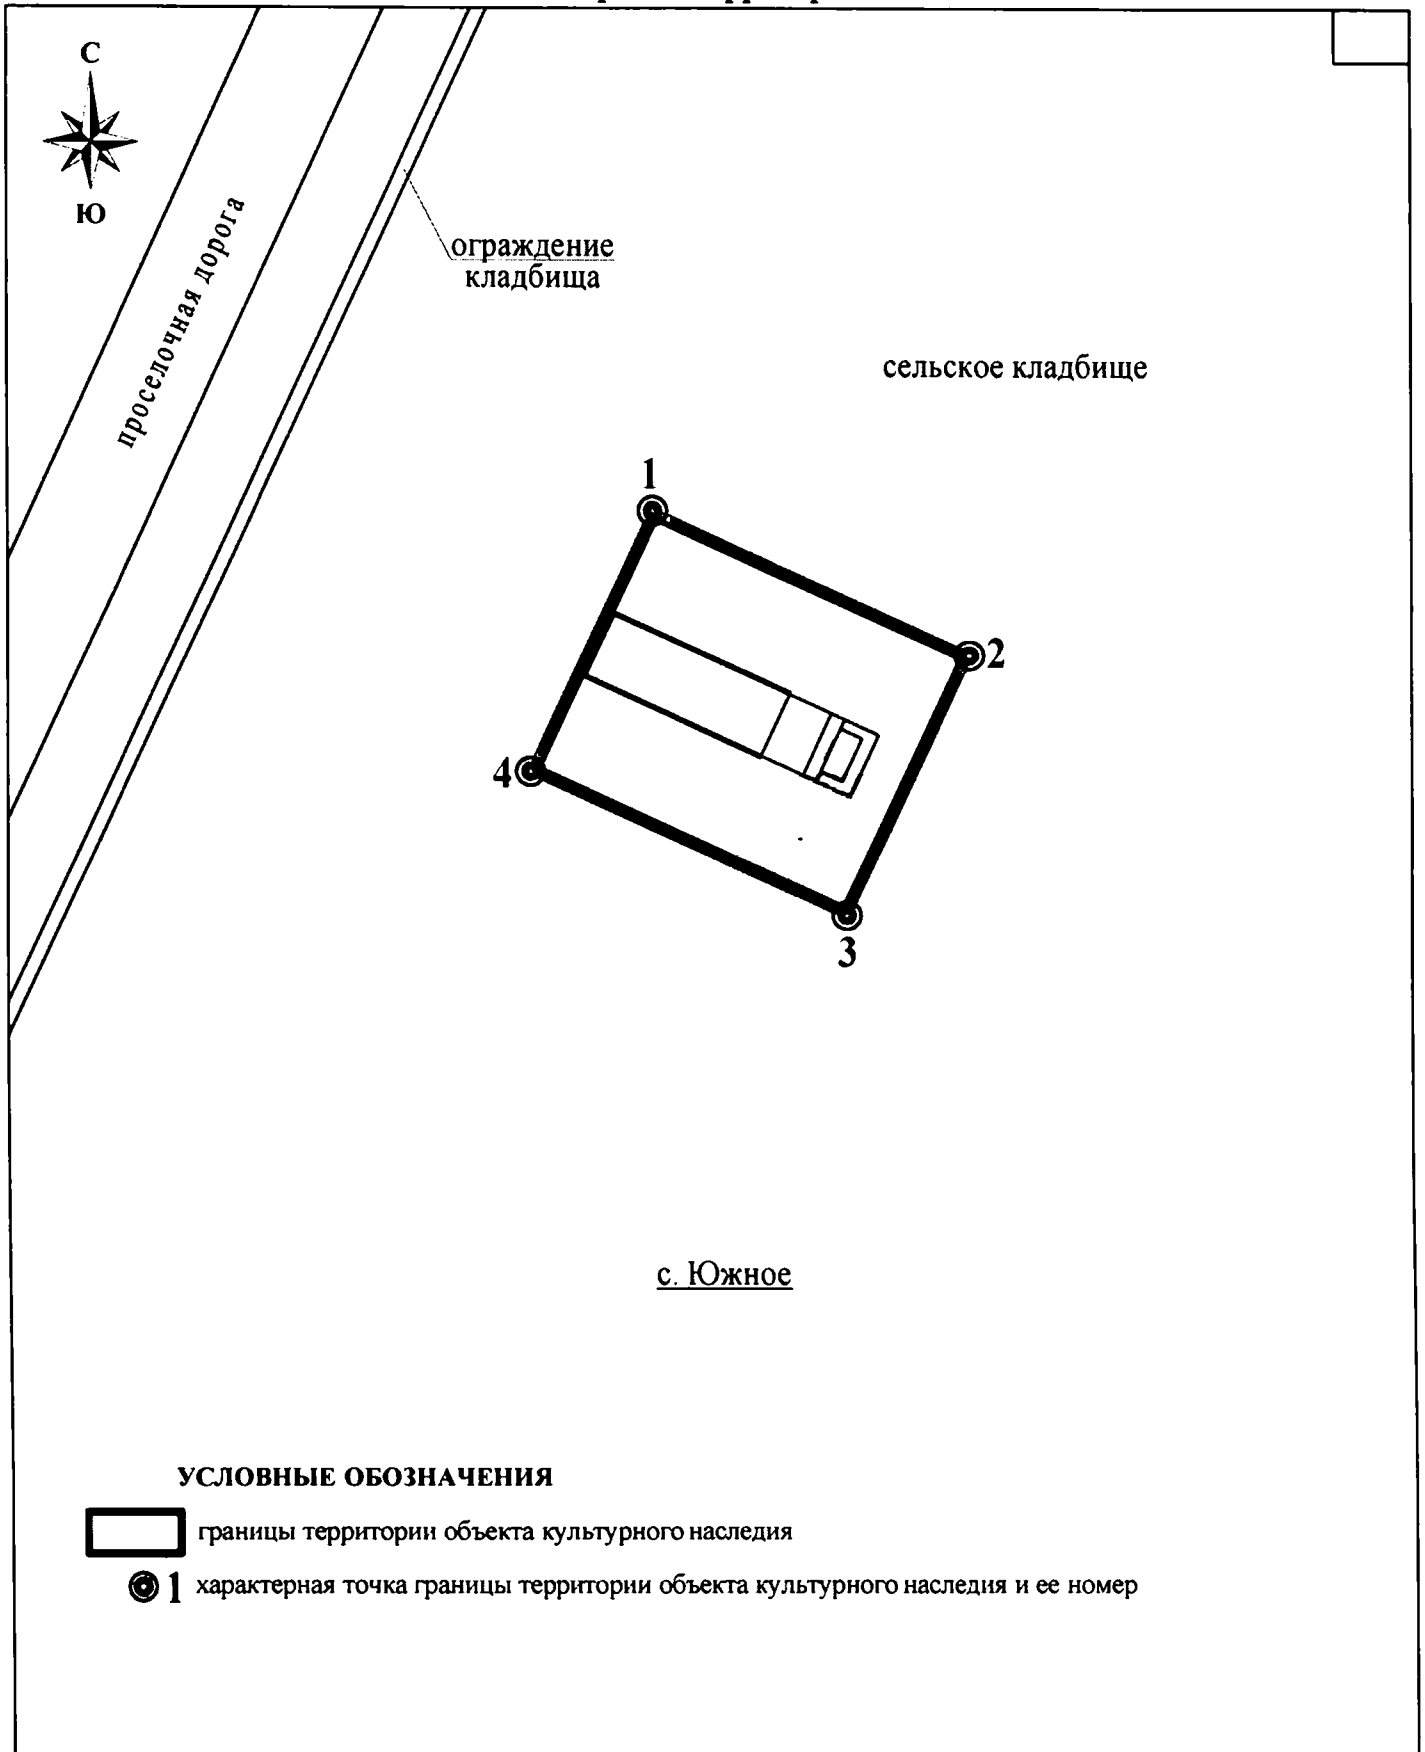 С
Ю
проселочная дорога
ограждение
кладбища
сельское кладбище
1
2
4
3
с. Южное
УСЛОВНЫЕ ОБОЗНАЧЕНИЯ
границы территории объекта культурного наследия
1 характерная точка границы территории объекта культурного наследия и ее номер